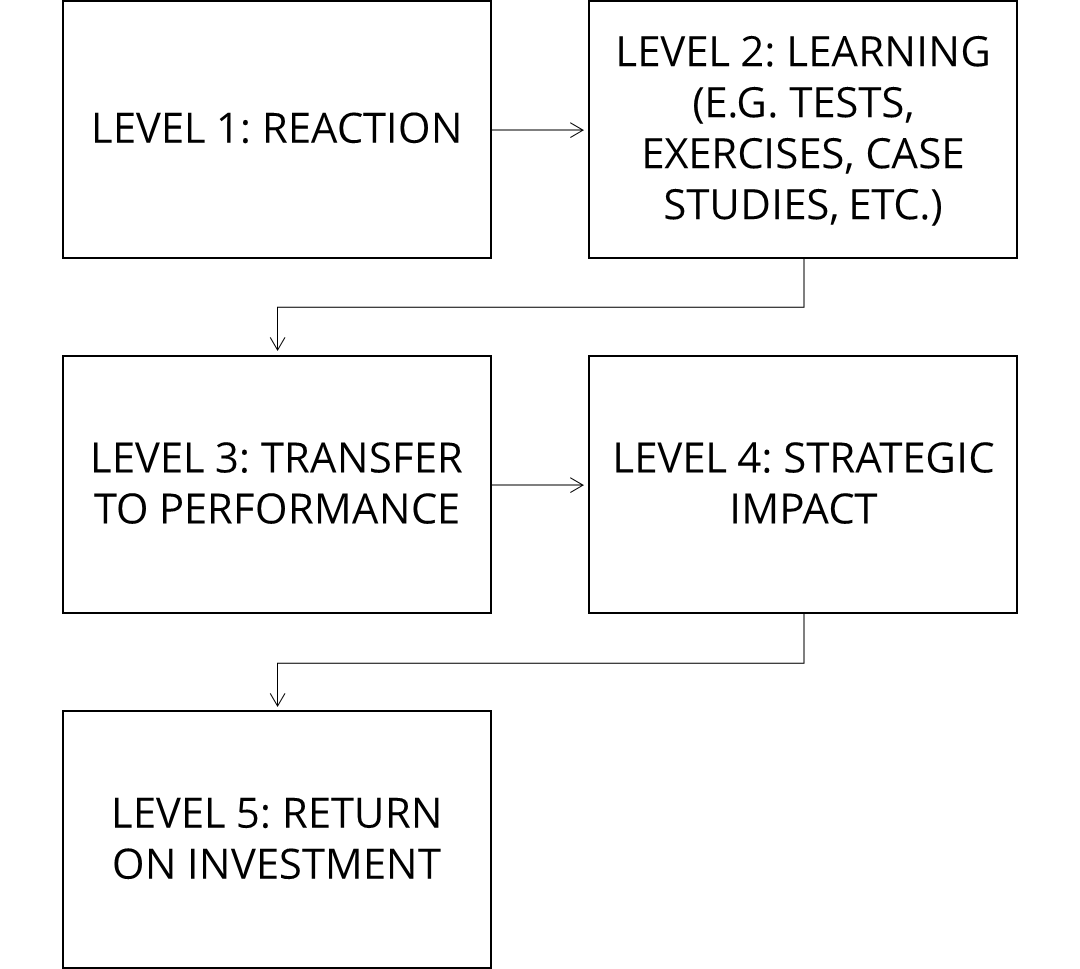 LEVEL 1: REACTION
LEVEL 2: LEARNING
(E.G. TESTS,
EXERCISES, CASE
STUDIES, ETC.)
LEVEL 3: TRANSFER
TO PERFORMANCE
LEVEL 4: STRATEGIC
IMPACT
LEVEL 5: RETURN
ON INVESTMENT